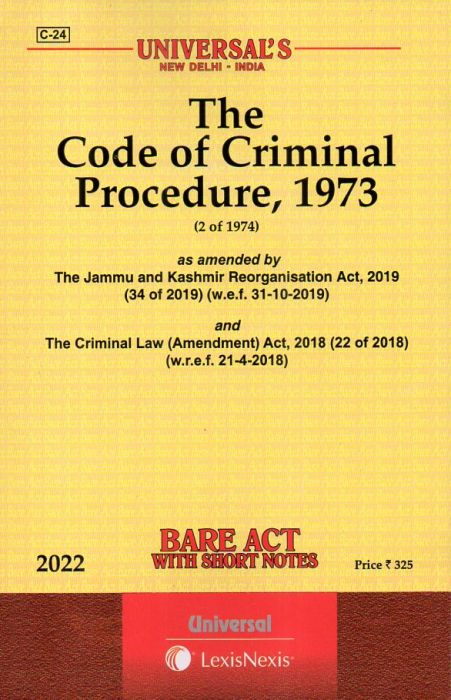 C-24
UNIVERSAL'S
NEW DELHI - INDIA
The
Code of Criminal
Procedure, 1973
(2 of 1974)
as amended by
The Jammu and Kashmir Reorganisation Act, 2019
(34 of 2019) (w.e.f. 31-10-2019)
and
The Criminal Law (Amendment) Act, 2018 (22 of 2018)
(w.r.e.f. 21-4-2018)
BARE ACT
WITH SHORT NOTES
2022
Price ₹ 325
Universal
LexisNexis®